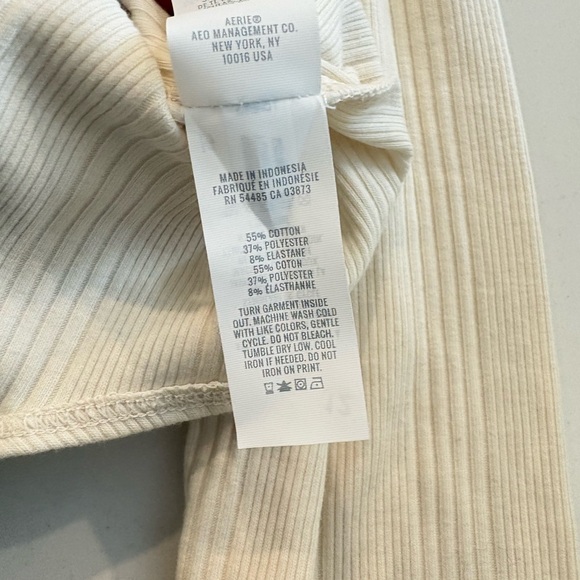 AERIE®
AEO MANAGEMENT CO.
NEW YORK, NY
10016 USA
MADE IN INDONESIA
FABRIQUÉ EN INDONÉSIE
RN 54485 CA 03873
55% COTTON
37% POLYESTER
8% ELASTANE
55% COTON
37% POLYESTER
8% ÉLASTHANNE
TURN GARMENT INSIDE
OUT. MACHINE WASH COLD
WITH LIKE COLORS, GENTLE
CYCLE. DO NOT BLEACH.
TUMBLE DRY LOW. COOL
IRON IF NEEDED. DO NOT
IRON ON PRINT.